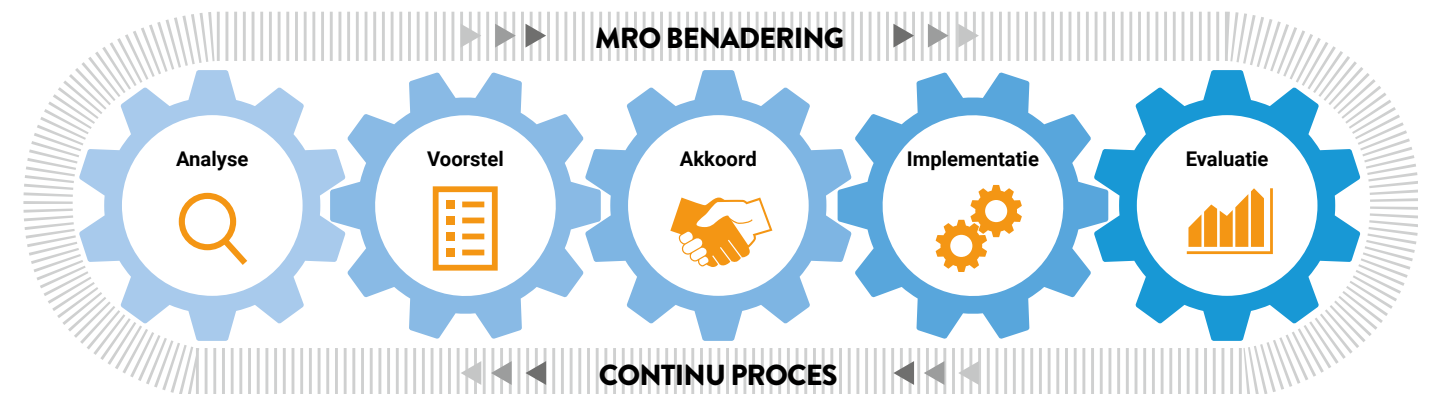 MRO BENADERING
Analyse
Voorstel
Akkoord
Implementatie
Evaluatie
CONTINU PROCES